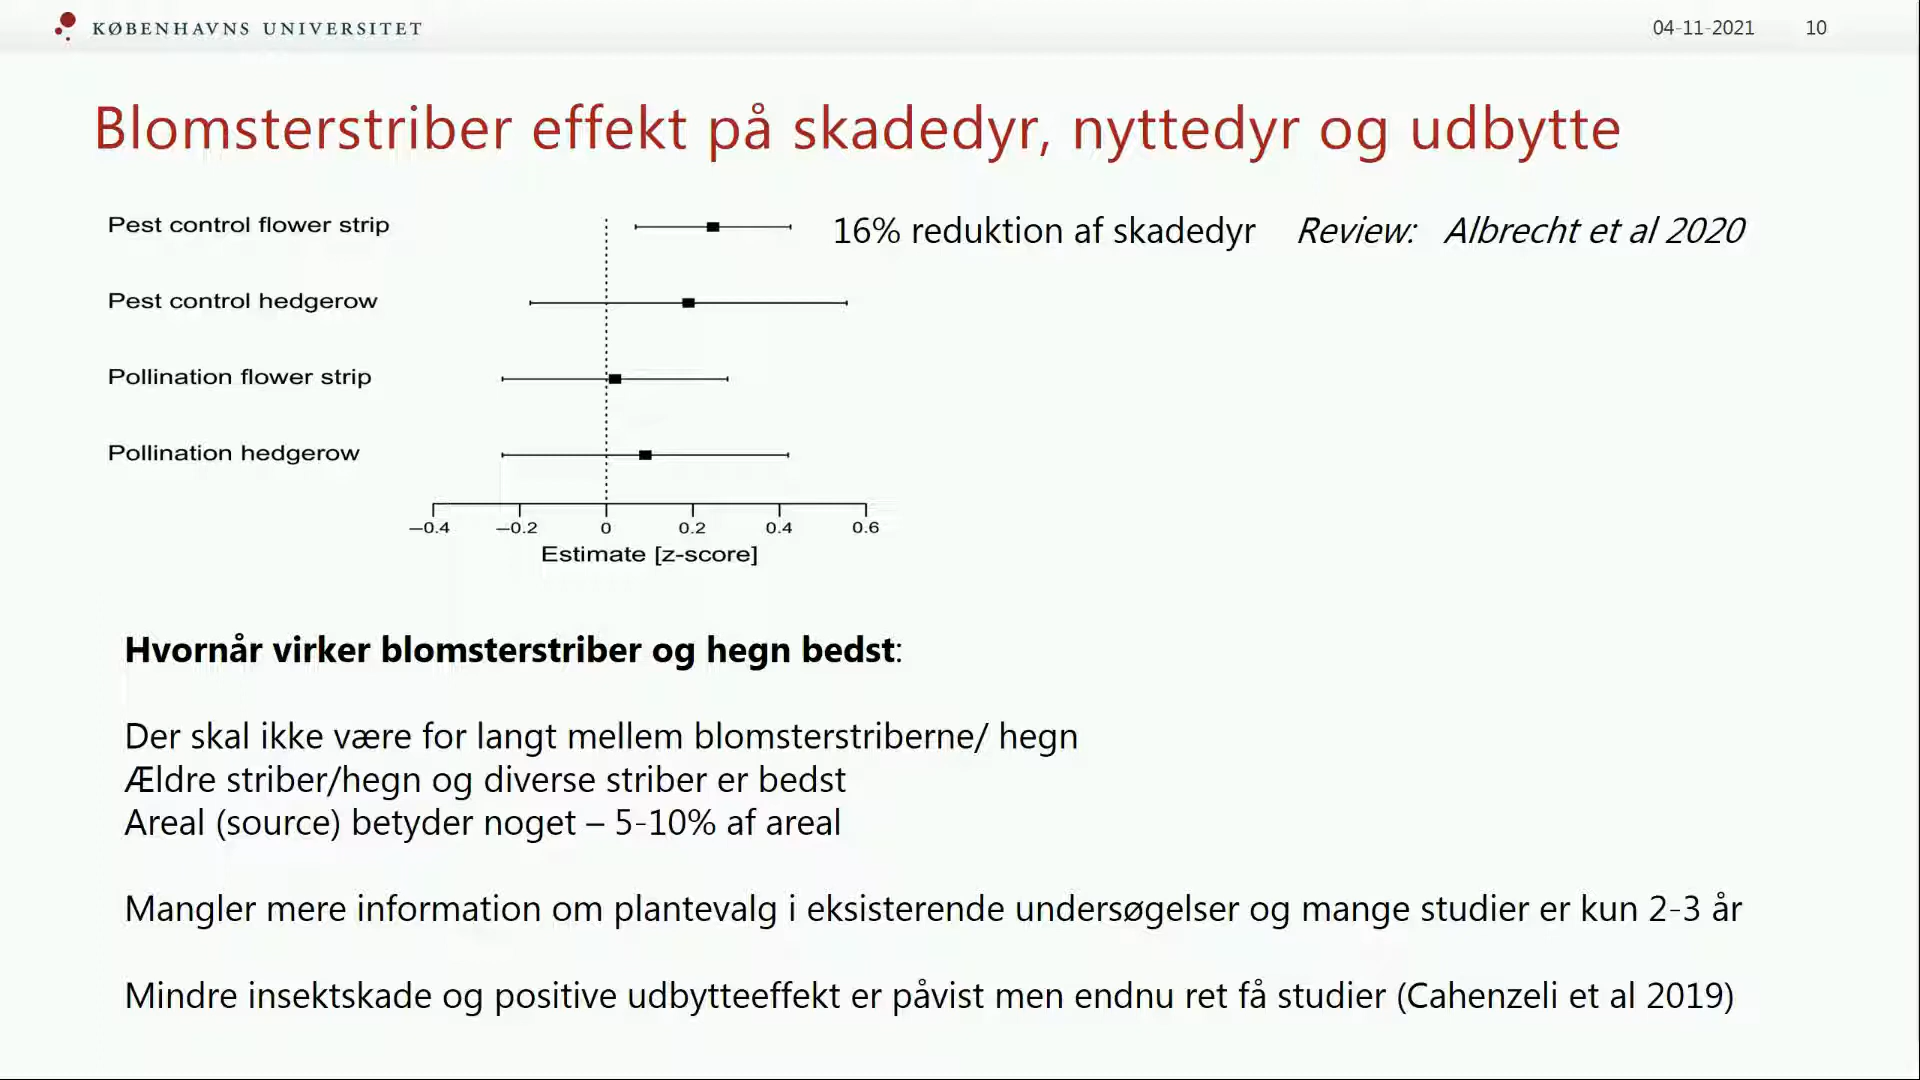 KØBENHAVNS UNIVERSITET
04-11-2021
10
Blomsterstriber effekt på skadedyr, nyttedyr og udbytte
Pest control flower strip
16% reduktion af skadedyr Review: Albrecht et al 2020
Pest control hedgerow
Pollination flower strip
Pollination hedgerow
−0.4 −0.2 0 0.2 0.4 0.6
Estimate [z-score]
Hvornår virker blomsterstriber og hegn bedst:
Der skal ikke være for langt mellem blomsterstriberne/ hegn
Ældre striber/hegn og diverse striber er bedst
Areal (source) betyder noget – 5-10% af areal
Mangler mere information om plantevalg i eksisterende undersøgelser og mange studier er kun 2-3 år
Mindre insektskade og positive udbytteeffekt er påvist men endnu ret få studier (Cahenzeli et al 2019)